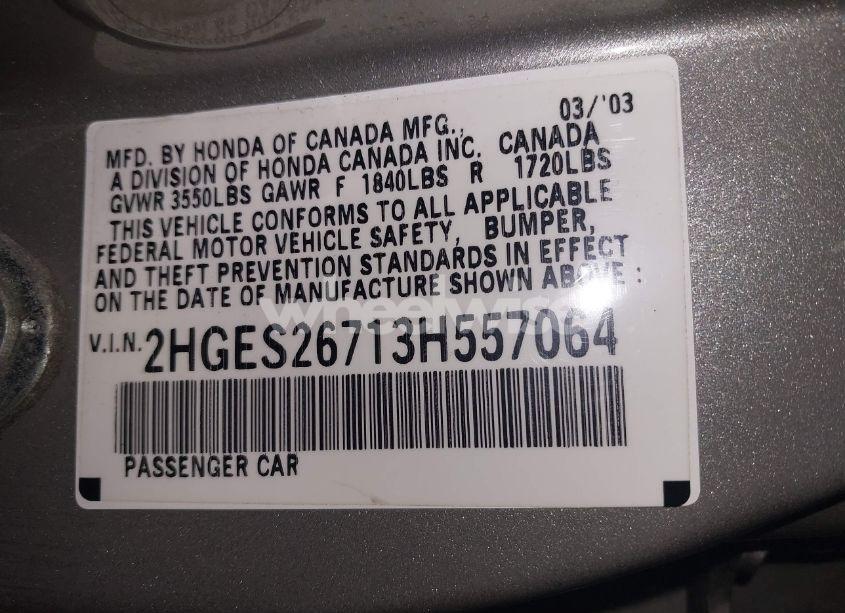 03/'03
MFD. BY HONDA OF CANADA MFG.,
A DIVISION OF HONDA CANADA INC, CANADA
GVWR 3550LBS GAWR F 1840LBS R 1720LBS
THIS VEHICLE CONFORMS TO ALL APPLICABLE
FEDERAL MOTOR VEHICLE SAFETY, BUMPER,
AND THEFT PREVENTION STANDARDS IN EFFECT
ON THE DATE OF MANUFACTURE SHOWN ABOVE :
wheelwise
V.I.N. 2HGES26713H557064
PASSENGER CAR